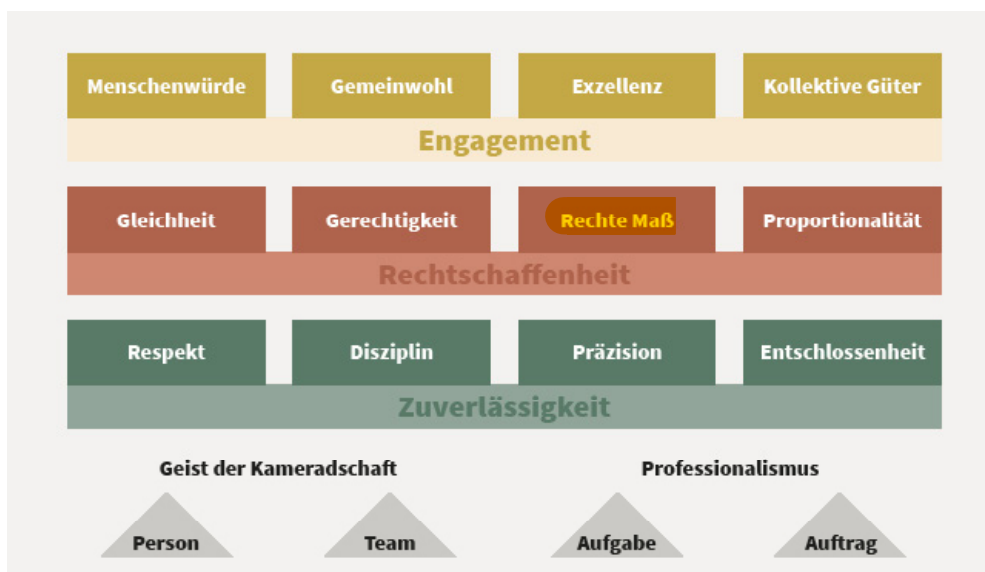 Menschenwürde Gemeinwohl Exzellenz Kollektive Güter
Engagement
Gleichheit Gerechtigkeit Rechte Maß Proportionalität
Rechtschaffenheit
Respekt Disziplin Präzision Entschlossenheit
Zuverlässigkeit
Geist der Kameradschaft Professionalismus
Person Team Aufgabe Auftrag